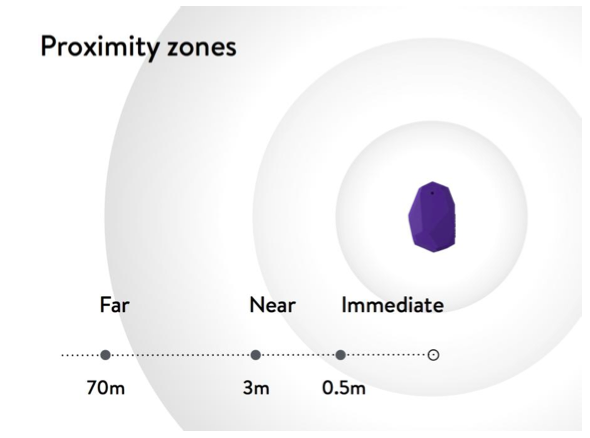 Proximity zones
Far Near Immediate
70m 3m 0.5m